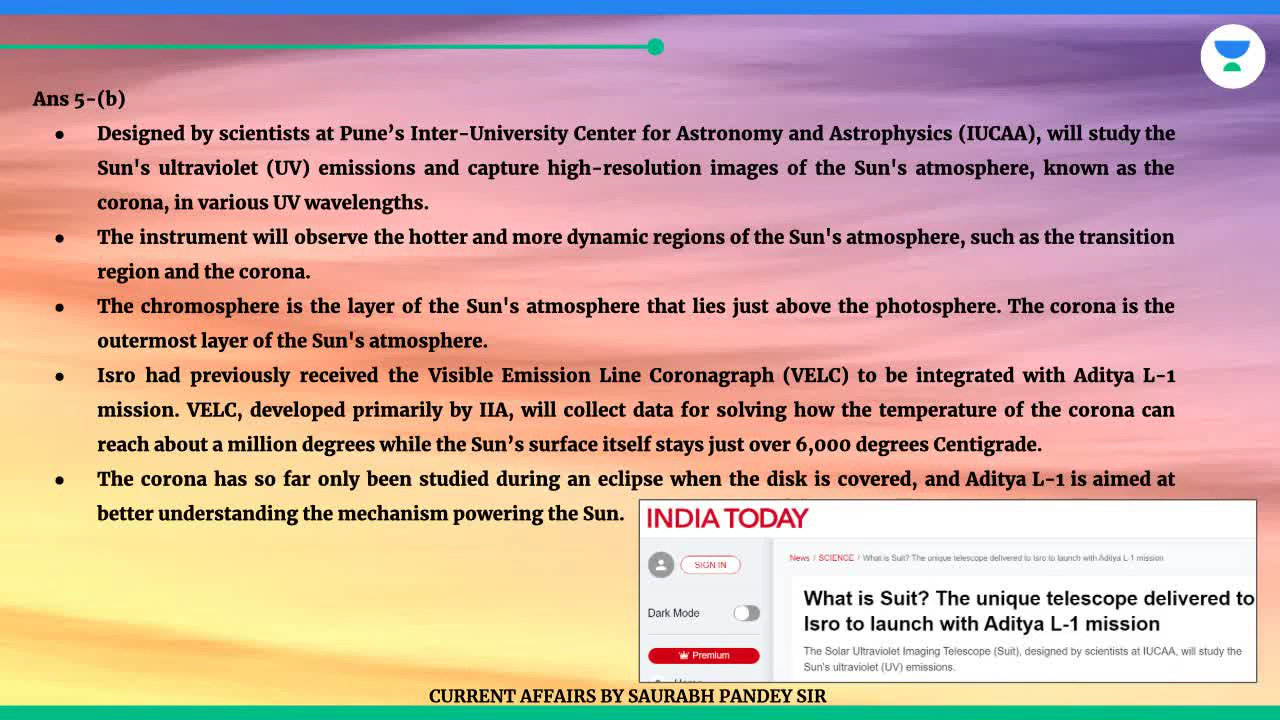 Ans 5-(b)
● Designed by scientists at Pune’s Inter-University Center for Astronomy and Astrophysics (IUCAA), will study the
Sun's ultraviolet (UV) emissions and capture high-resolution images of the Sun's atmosphere, known as the
corona, in various UV wavelengths.
● The instrument will observe the hotter and more dynamic regions of the Sun's atmosphere, such as the transition
region and the corona.
● The chromosphere is the layer of the Sun's atmosphere that lies just above the photosphere. The corona is the
outermost layer of the Sun's atmosphere.
● Isro had previously received the Visible Emission Line Coronagraph (VELC) to be integrated with Aditya L-1
mission. VELC, developed primarily by IIA, will collect data for solving how the temperature of the corona can
reach about a million degrees while the Sun’s surface itself stays just over 6,000 degrees Centigrade.
● The corona has so far only been studied during an eclipse when the disk is covered, and Aditya L-1 is aimed at
better understanding the mechanism powering the Sun.
INDIA TODAY
SIGN IN
News / SCIENCE / What is Suit? The unique telescope delivered to Isro to launch with Aditya L-1 mission
Dark Mode
What is Suit? The unique telescope delivered to
Isro to launch with Aditya L-1 mission
Premium
The Solar Ultraviolet Imaging Telescope (Suit), designed by scientists at IUCAA, will study the
Sun's ultraviolet (UV) emissions.
CURRENT AFFAIRS BY SAURABH PANDEY SIR